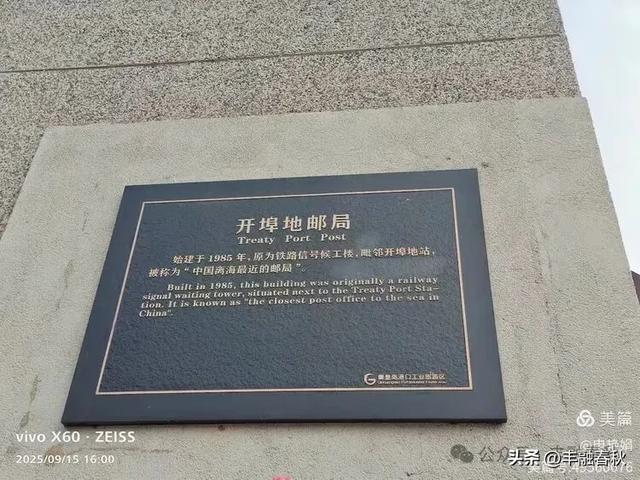 开埠地邮局
Treaty Port Post
始建于1985年，原为铁路信号候工楼，毗邻开埠地站，
被称为“中国离海最近的邮局”。
Built in 1985, this building was originally a railway
signal waiting tower, situated next to the Treaty Port Sta-
tion. It is known as "the closest post office to the sea in
China".
秦皇岛港口工业旅游区
vivo X60 · ZEISS
2025/09/15 16:00
美篇
公众号
头条 @丰融春秋